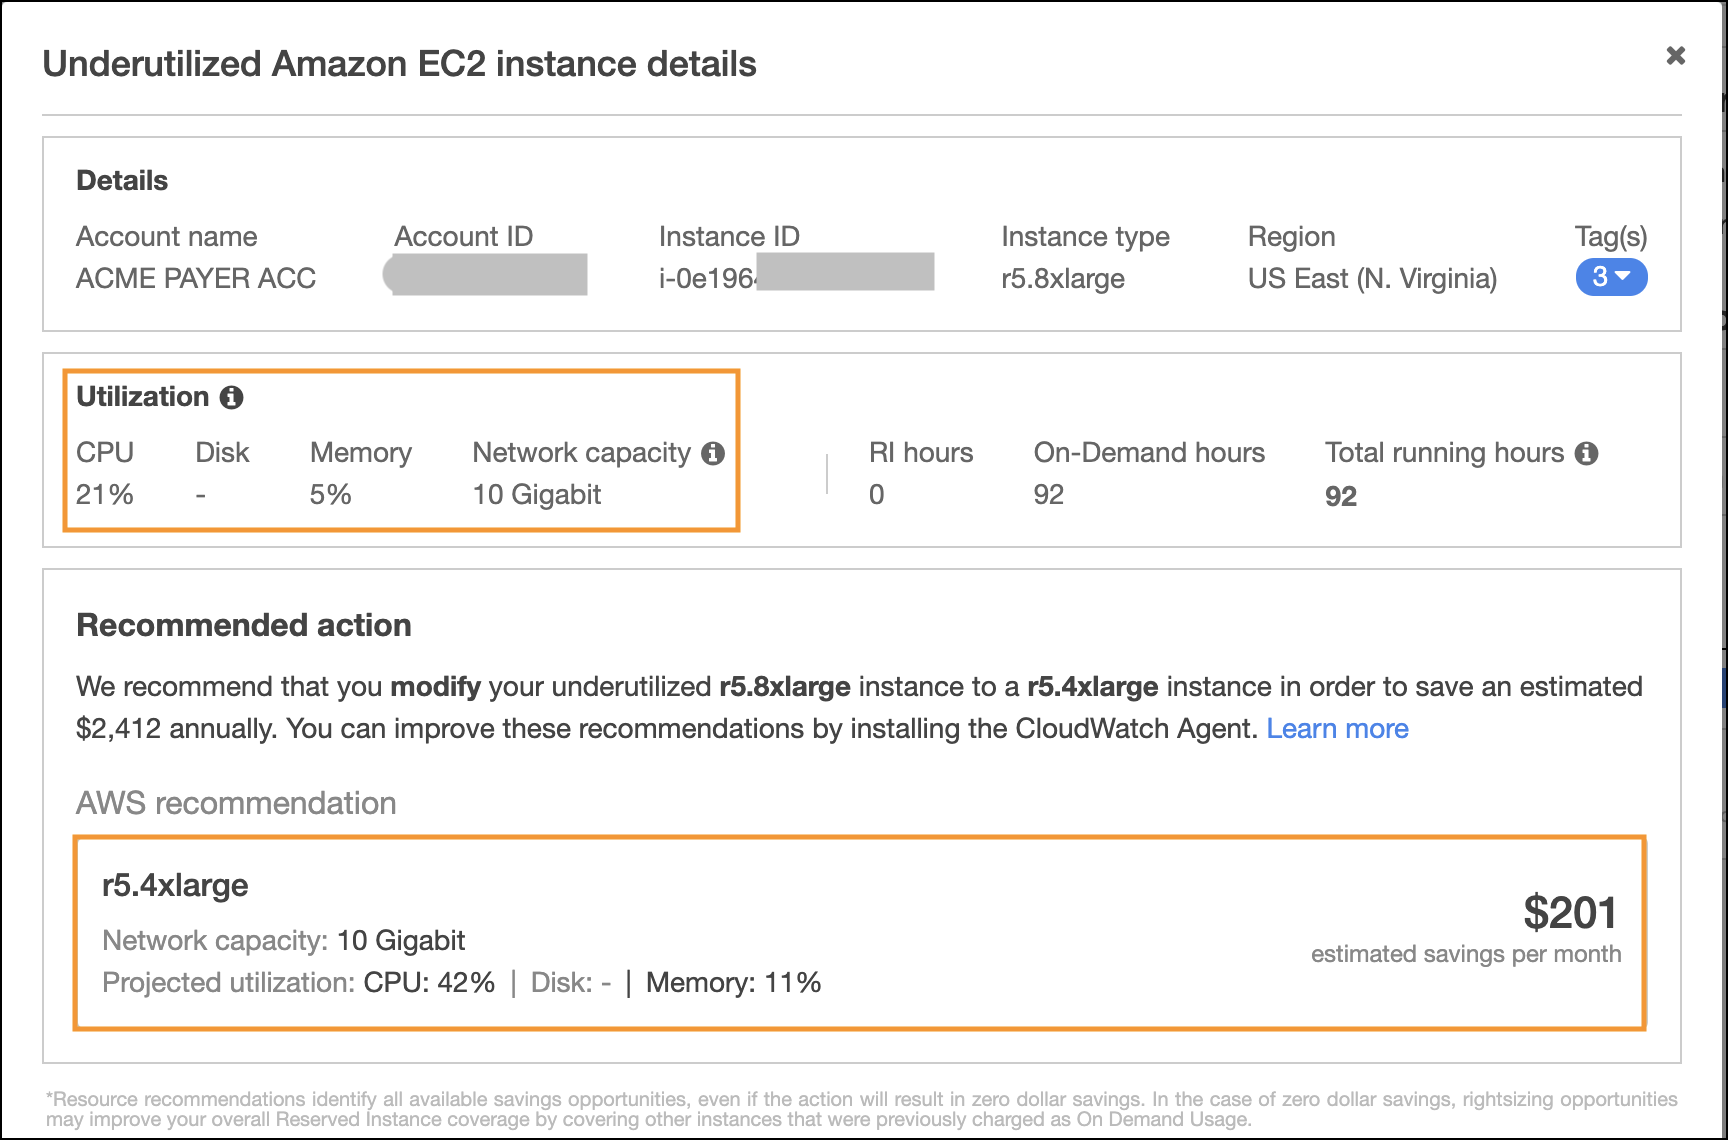 Underutilized Amazon EC2 instance details
Details
Account name Account ID Instance ID Instance type Region Tag(s)
ACME PAYER ACC i-0e196 r5.8xlarge US East (N. Virginia) 3
Utilization
CPU Disk Memory Network capacity RI hours On-Demand hours Total running hours
21% - 5% 10 Gigabit 0 92 92
Recommended action
We recommend that you modify your underutilized r5.8xlarge instance to a r5.4xlarge instance in order to save an estimated
$2,412 annually. You can improve these recommendations by installing the CloudWatch Agent. Learn more
AWS recommendation
r5.4xlarge
$201
Network capacity: 10 Gigabit
estimated savings per month
Projected utilization: CPU: 42% | Disk: - | Memory: 11%
*Resource recommendations identify all available savings opportunities, even if the action will result in zero dollar savings. In the case of zero dollar savings, rightsizing opportunities
may improve your overall Reserved Instance coverage by covering other instances that were previously charged as On Demand Usage.